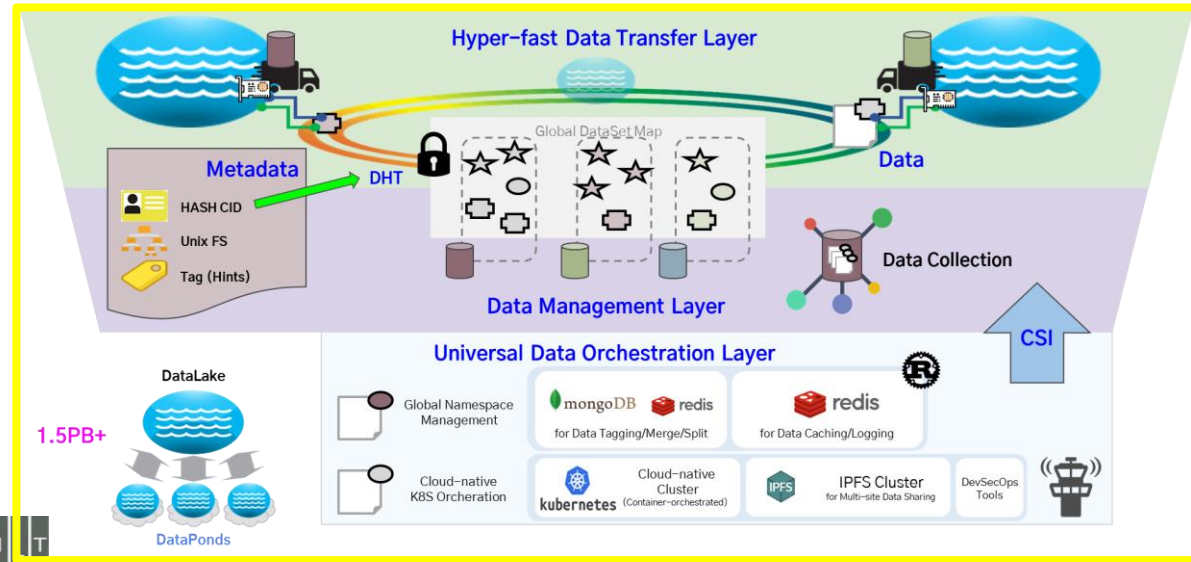 Hyper-fast Data Transfer Layer
Global DataSet Map
Metadata
DHT
Data
HASH CID
Unix FS
Tag (Hints)
Data Collection
Data Management Layer
CSI
Universal Data Orchestration Layer
DataLake
1.5PB+
DataPonds
Global Namespace
Management
mongoDB
redis
for Data Tagging/Merge/Split
redis
for Data Caching/Logging
R
Cloud-native
K8S Orcheration
kubernetes
Cloud-native
Cluster
(Container-orchestrated)
IPFS
IPFS Cluster
for Multi-site Data Sharing
DevSecOps
Tools
T